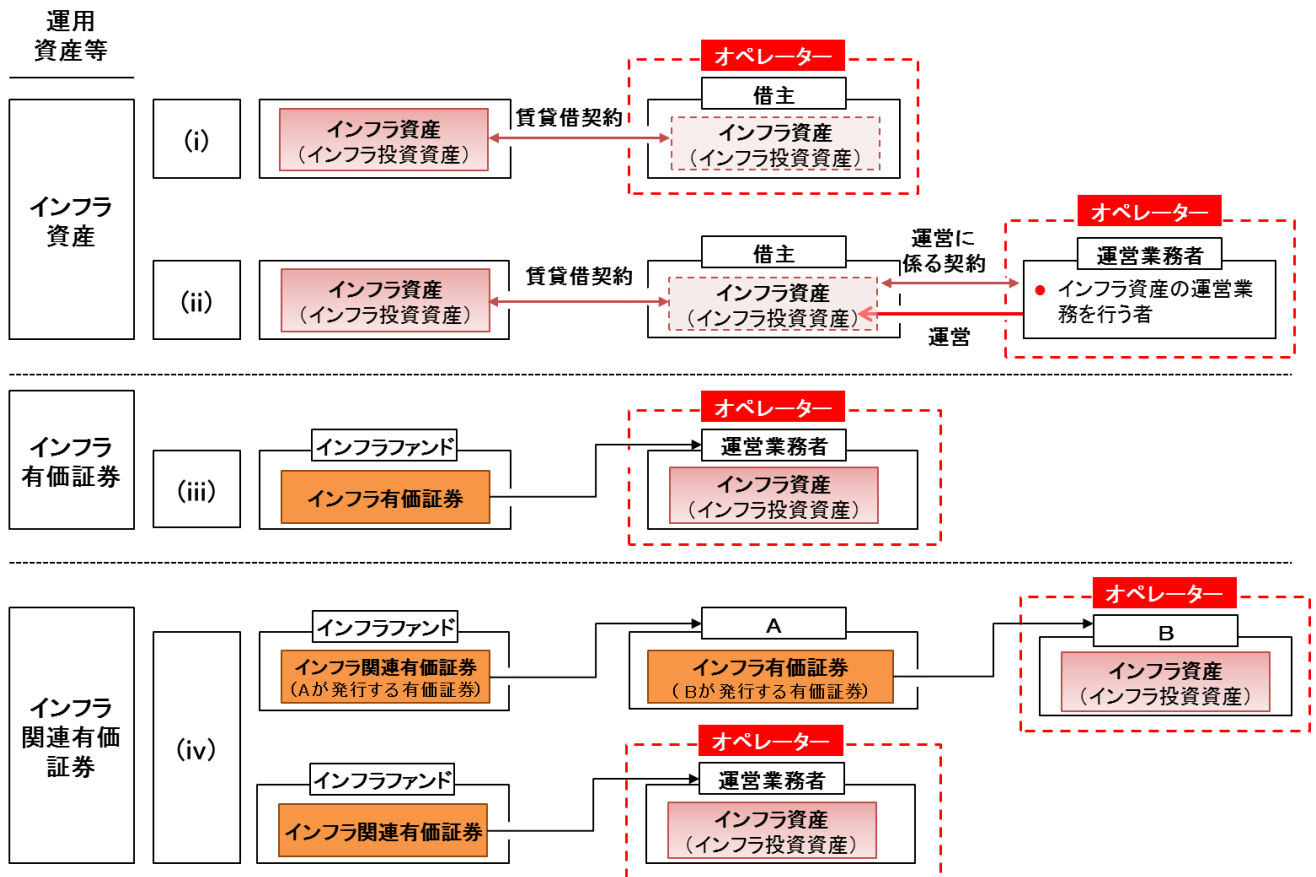 運用
資産等
インフラ
資産
(i)
インフラ資産
（インフラ投資資産）
賃貸借契約
オペレーター
借主
インフラ資産
（インフラ投資資産）
(ii)
インフラ資産
（インフラ投資資産）
賃貸借契約
借主
インフラ資産
（インフラ投資資産）
運営に
係る契約
運営
オペレーター
運営業務者
● インフラ資産の運営業
務を行う者
インフラ
有価証券
(iii)
インフラファンド
インフラ有価証券
オペレーター
運営業務者
インフラ資産
（インフラ投資資産）
インフラ
関連有価
証券
(iv)
インフラファンド
インフラ関連有価証券
（Aが発行する有価証券）
A
インフラ有価証券
（Bが発行する有価証券）
オペレーター
B
インフラ資産
（インフラ投資資産）
インフラファンド
インフラ関連有価証券
オペレーター
運営業務者
インフラ資産
（インフラ投資資産）